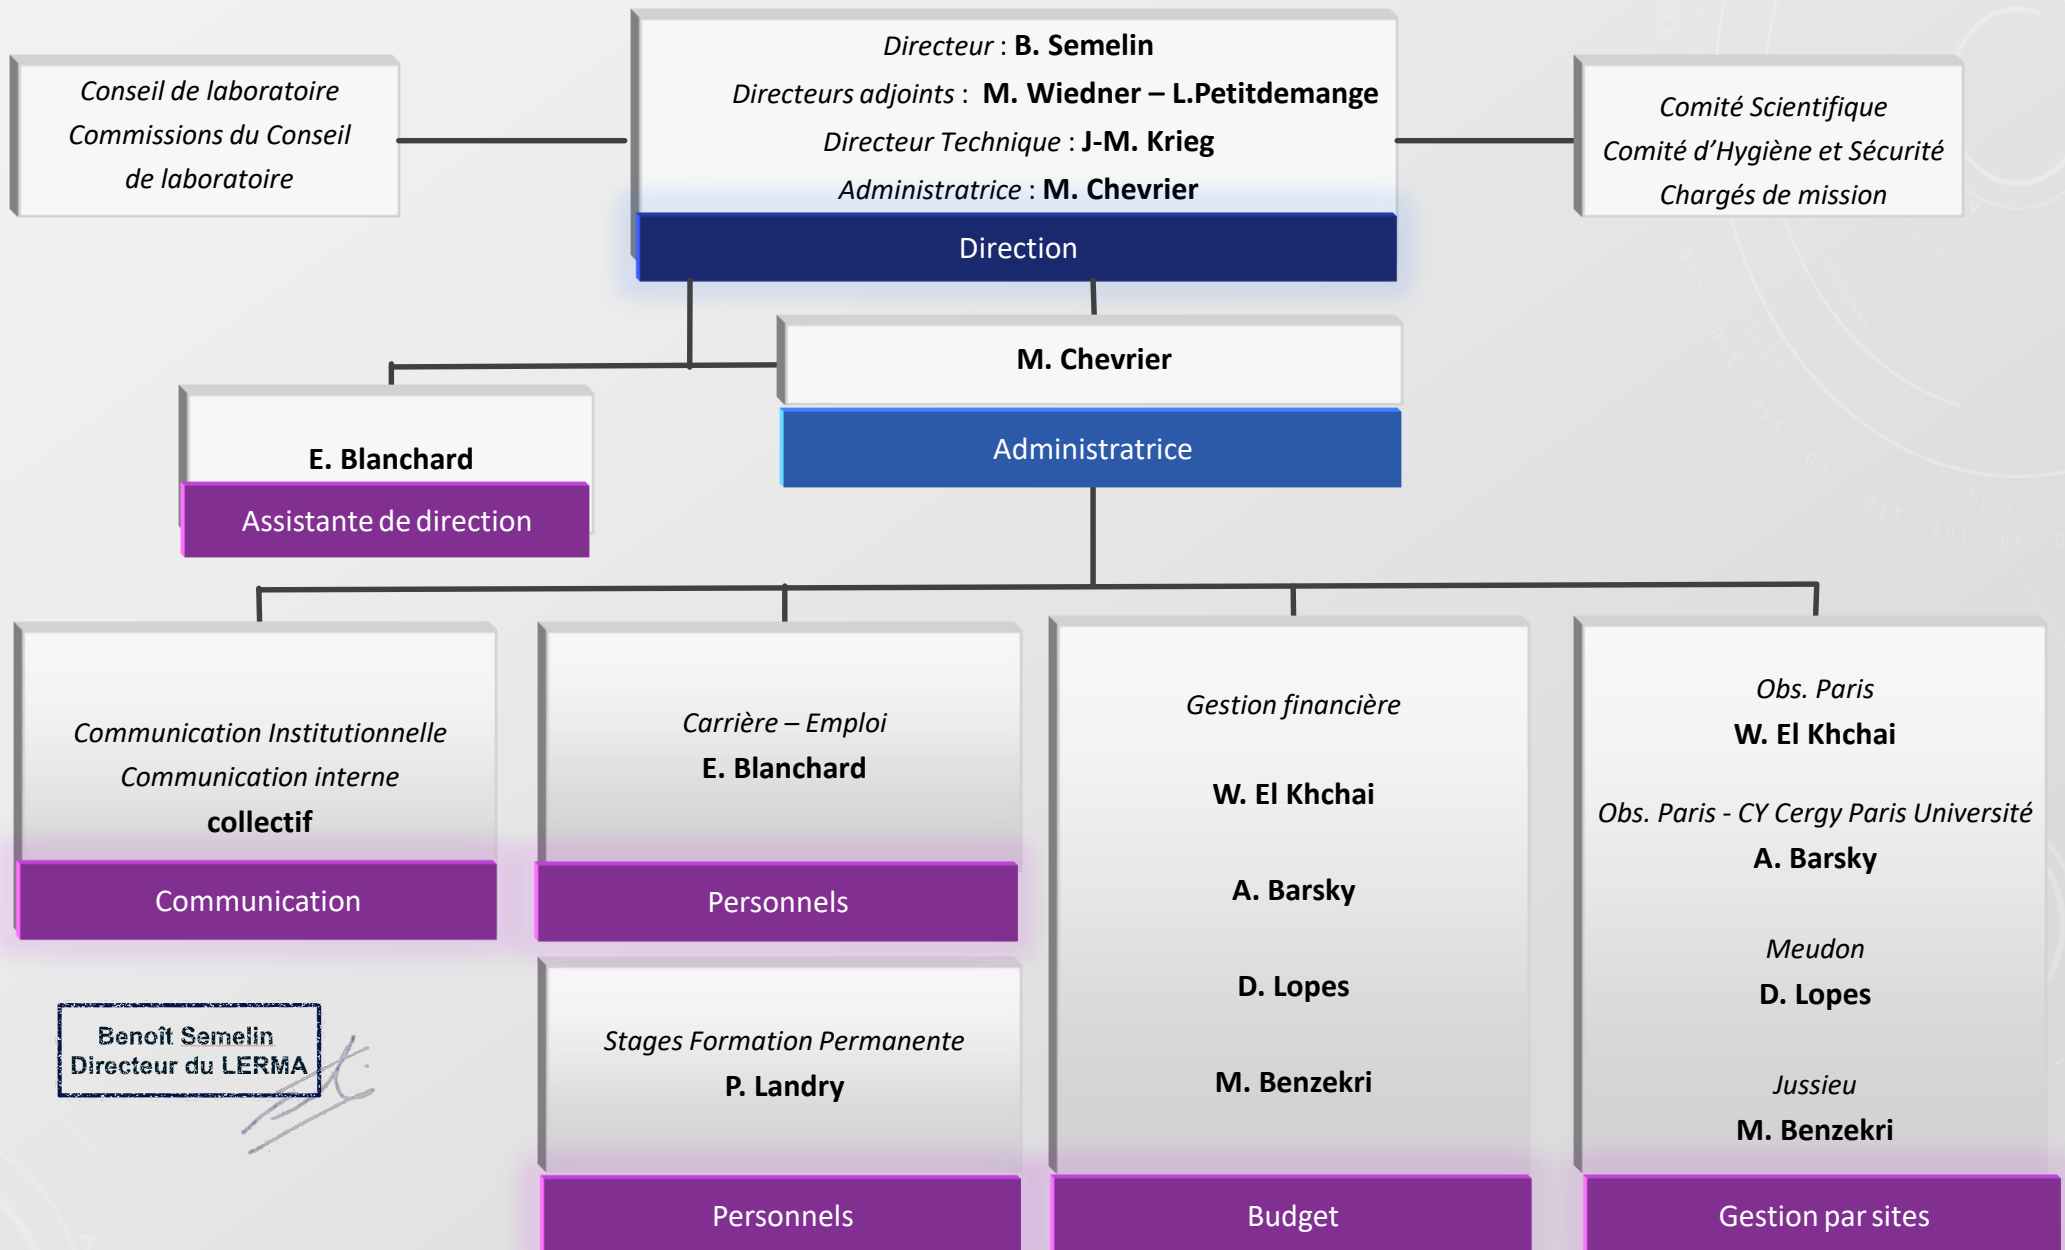 Conseil de laboratoire
Commissions du Conseil
de laboratoire
Directeur : B. Semelin
Directeurs adjoints : M. Wiedner – L.Petitdemange
Directeur Technique : J-M. Krieg
Administratrice : M. Chevrier
Direction
Comité Scientifique
Comité d’Hygiène et Sécurité
Chargés de mission
M. Chevrier
Administratrice
E. Blanchard
Assistante de direction
Communication Institutionnelle
Communication interne
collectif
Communication
Carrière – Emploi
E. Blanchard
Personnels
Stages Formation Permanente
P. Landry
Personnels
Gestion financière
W. El Khchai
A. Barsky
D. Lopes
M. Benzekri
Budget
Obs. Paris
W. El Khchai
Obs. Paris - CY Cergy Paris Université
A. Barsky
Meudon
D. Lopes
Jussieu
M. Benzekri
Gestion par sites
Benoît Semelin
Directeur du LERMA